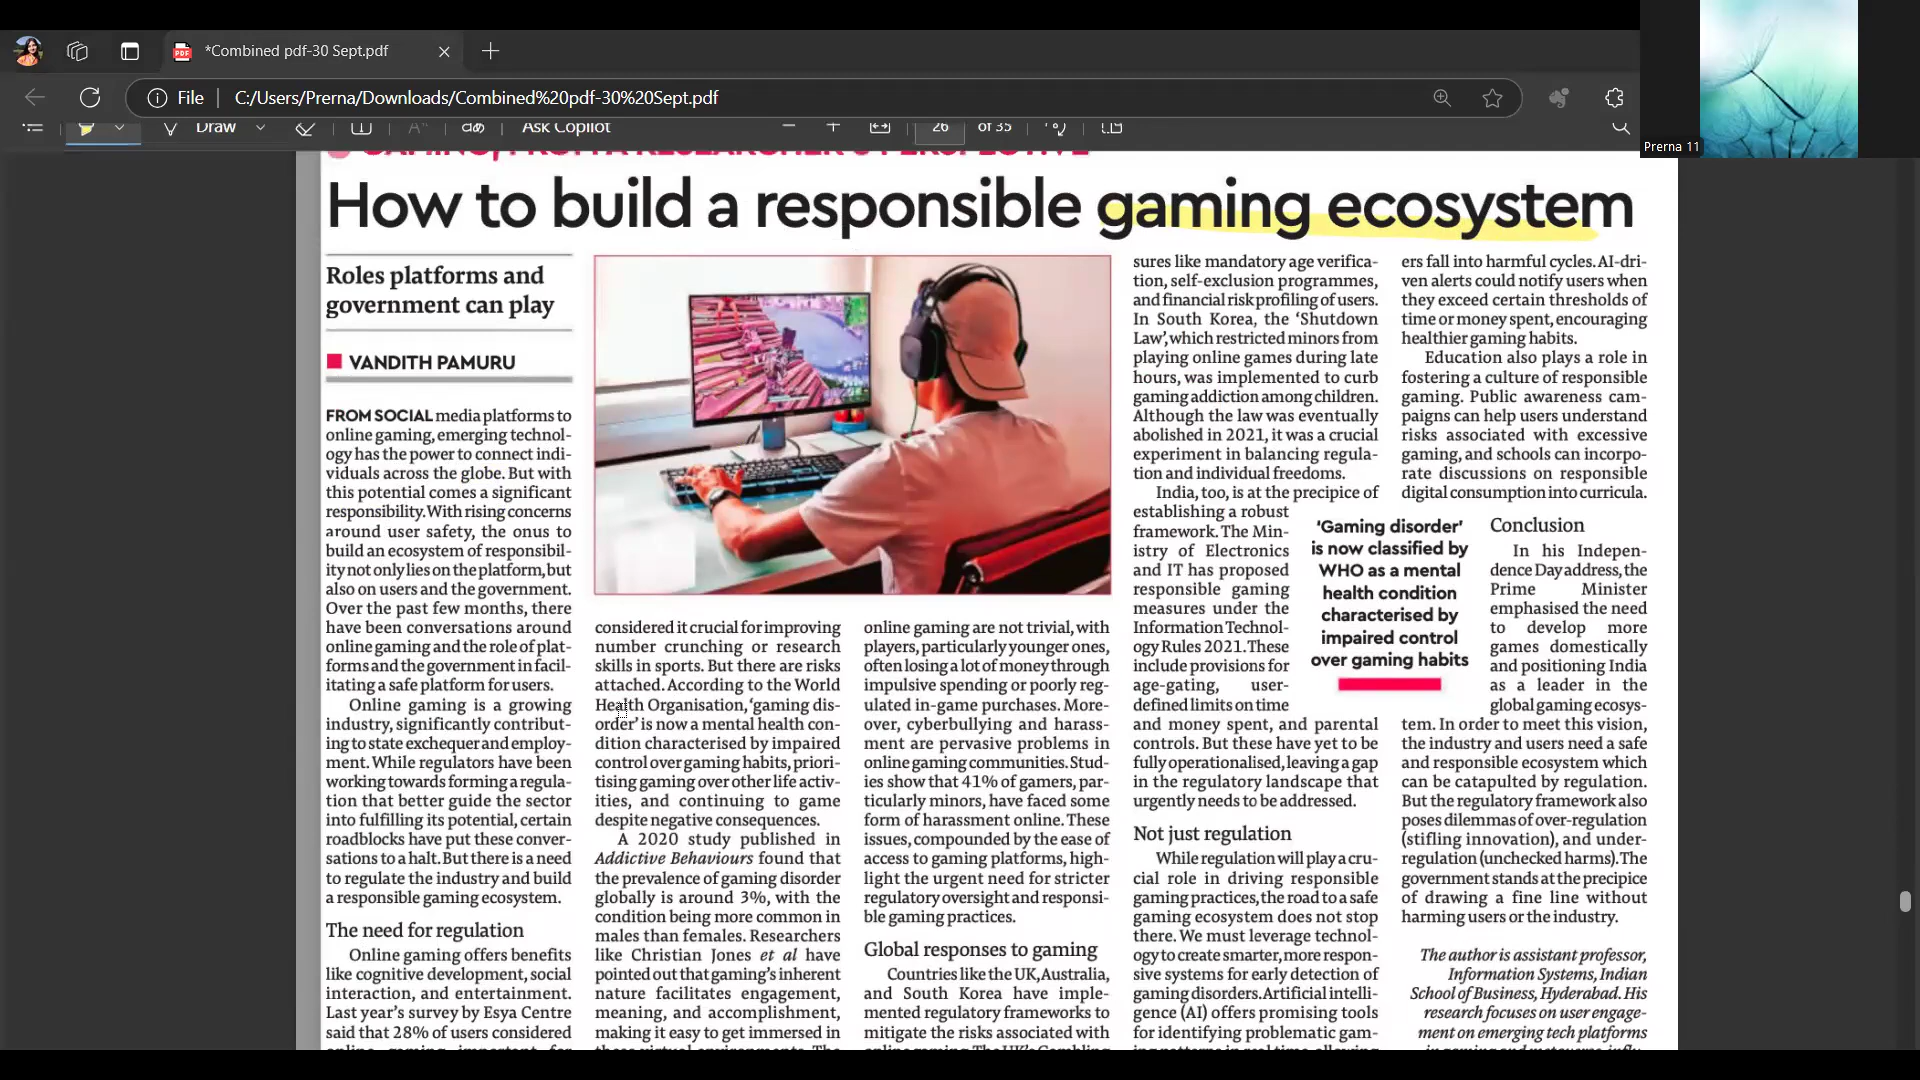 *Combined pdf-30 Sept.pdf
File
C:/Users/Prerna/Downloads/Combined%20pdf-30%20Sept.pdf
Draw
Ask Copilot
26
of 35
Prerna 11
GAMING, FROM A RESEARCHER'S PERSPECTIVE
How to build a responsible gaming ecosystem
Roles platforms and
government can play
VANDITH PAMURU
FROM SOCIAL media platforms to
online gaming, emerging technol-
ogy has the power to connect indi-
viduals across the globe. But with
this potential comes a significant
responsibility. With rising concerns
around user safety, the onus to
build an ecosystem of responsibil-
ity not only lies on the platform, but
also on users and the government.
Over the past few months, there
have been conversations around
online gaming and the role of plat-
forms and the government in facil-
itating a safe platform for users.
Online gaming is a growing
industry, significantly contribut-
ing to state exchequer and employ-
ment. While regulators have been
working towards forming a regula-
tion that better guide the sector
into fulfilling its potential, certain
roadblocks have put these conver-
sations to a halt. But there is a need
to regulate the industry and build
a responsible gaming ecosystem.
The need for regulation
Online gaming offers benefits
like cognitive development, social
interaction, and entertainment.
Last year's survey by Esya Centre
said that 28% of users considered
online gaming important for
considered it crucial for improving
number crunching or research
skills in sports. But there are risks
attached. According to the World
Health Organisation, 'gaming dis-
order' is now a mental health con-
dition characterised by impaired
control over gaming habits, priori-
tising gaming over other life activ-
ities, and continuing to game
despite negative consequences.
A 2020 study published in
Addictive Behaviours found that
the prevalence of gaming disorder
globally is around 3%, with the
condition being more common in
males than females. Researchers
like Christian Jones et al have
pointed out that gaming's inherent
nature facilitates engagement,
meaning, and accomplishment,
making it easy to get immersed in
these virtual environments. The
online gaming are not trivial, with
players, particularly younger ones,
often losing a lot of money through
impulsive spending or poorly reg-
ulated in-game purchases. More-
over, cyberbullying and harass-
ment are pervasive problems in
online gaming communities. Stud-
ies show that 41% of gamers, par-
ticularly minors, have faced some
form of harassment online. These
issues, compounded by the ease of
access to gaming platforms, high-
light the urgent need for stricter
regulatory oversight and responsi-
ble gaming practices.
Global responses to gaming
Countries like the UK, Australia,
and South Korea have imple-
mented regulatory frameworks to
mitigate the risks associated with
online gaming. The UK's Gambling
sures like mandatory age verifica-
tion, self-exclusion programmes,
and financial risk profiling of users.
In South Korea, the 'Shutdown
Law', which restricted minors from
playing online games during late
hours, was implemented to curb
gaming addiction among children.
Although the law was eventually
abolished in 2021, it was a crucial
experiment in balancing regula-
tion and individual freedoms.
India, too, is at the precipice of
establishing a robust
framework. The Min-
istry of Electronics
and IT has proposed
responsible gaming
measures under the
Information Technol-
ogy Rules 2021. These
include provisions for
age-gating, user-
defined limits on time
and money spent, and parental
controls. But these have yet to be
fully operationalised, leaving a gap
in the regulatory landscape that
urgently needs to be addressed.
Not just regulation
While regulation will play a cru-
cial role in driving responsible
gaming practices, the road to a safe
gaming ecosystem does not stop
there. We must leverage technol-
ogy to create smarter, more respon-
sive systems for early detection of
gaming disorders. Artificial intelli-
gence (AI) offers promising tools
for identifying problematic gam-
ing patterns in real time, allowing
ers fall into harmful cycles. AI-dri-
ven alerts could notify users when
they exceed certain thresholds of
time or money spent, encouraging
healthier gaming habits.
Education also plays a role in
fostering a culture of responsible
gaming. Public awareness cam-
paigns can help users understand
risks associated with excessive
gaming, and schools can incorpo-
rate discussions on responsible
digital consumption into curricula.
'Gaming disorder'
is now classified by
WHO as a mental
health condition
characterised by
impaired control
over gaming habits
Conclusion
In his Indepen-
dence Day address, the
Prime Minister
emphasised the need
to develop more
games domestically
and positioning India
as a leader in the
global gaming ecosys-
tem. In order to meet this vision,
the industry and users need a safe
and responsible ecosystem which
can be catapulted by regulation.
But the regulatory framework also
poses dilemmas of over-regulation
(stifling innovation), and under-
regulation (unchecked harms). The
government stands at the precipice
of drawing a fine line without
harming users or the industry.
The author is assistant professor,
Information Systems, Indian
School of Business, Hyderabad. His
research focuses on user engage-
ment on emerging tech platforms
in gaming and metaverse, influ-